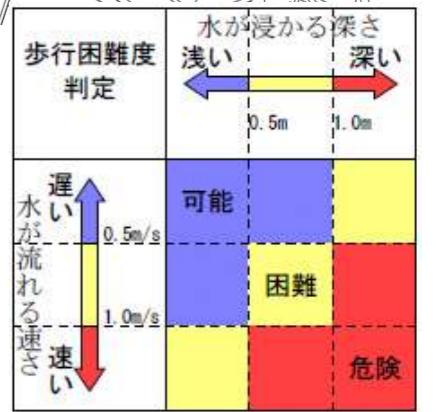 水が浸かる深さ
歩行困難度
判定
浅い
深い
0.5m
1.0m
水が流れる速さ
遅い
0.5m/s
1.0m/s
速い
可能
困難
危険